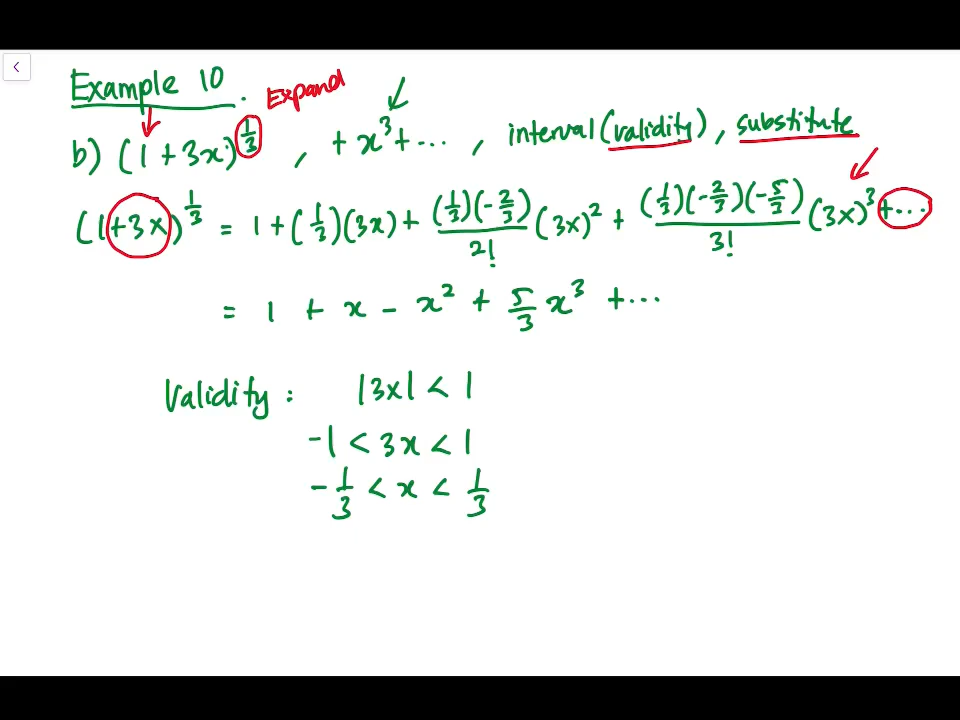 Example 10. Expand
b) (1 + 3x)^(1/3) , + x³ + ... , interval (validity) , substitute
(1+3x)^(1/3) = 1 + (1/3)(3x) + (1/3)(-2/3)/2! (3x)² + (1/3)(-2/3)(-5/3)/3! (3x)³ + ...
= 1 + x - x² + 5/3 x³ + ...
Validity : |3x| < 1
-1 < 3x < 1
-1/3 < x < 1/3